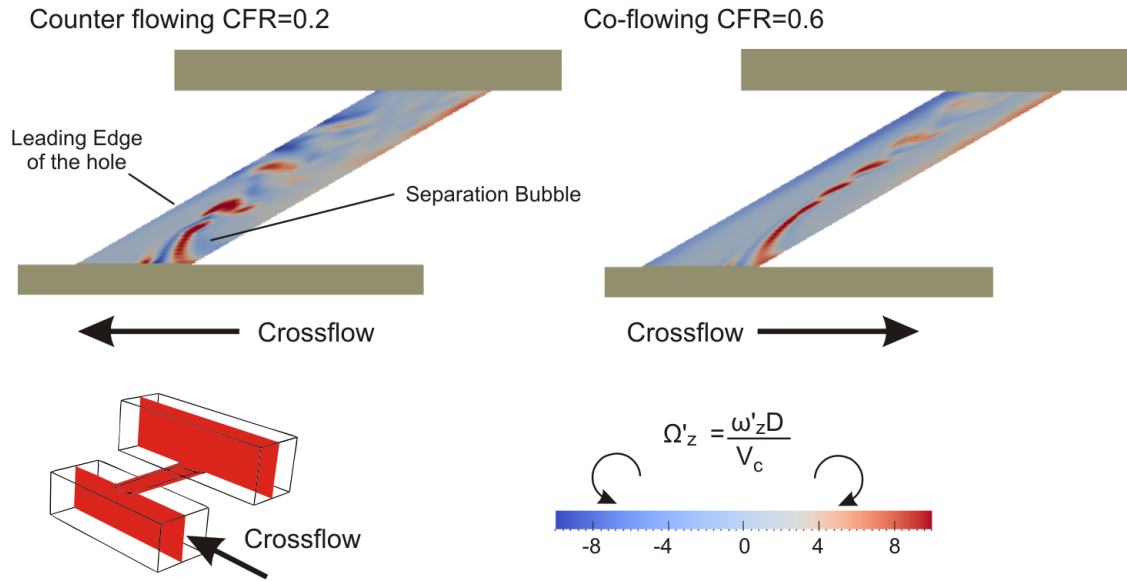 Counter flowing CFR=0.2
Co-flowing CFR=0.6
Leading Edge
of the hole
Separation Bubble
Crossflow
Crossflow
Crossflow
Ω'z = ω'zD
Vc
-8 -4 0 4 8